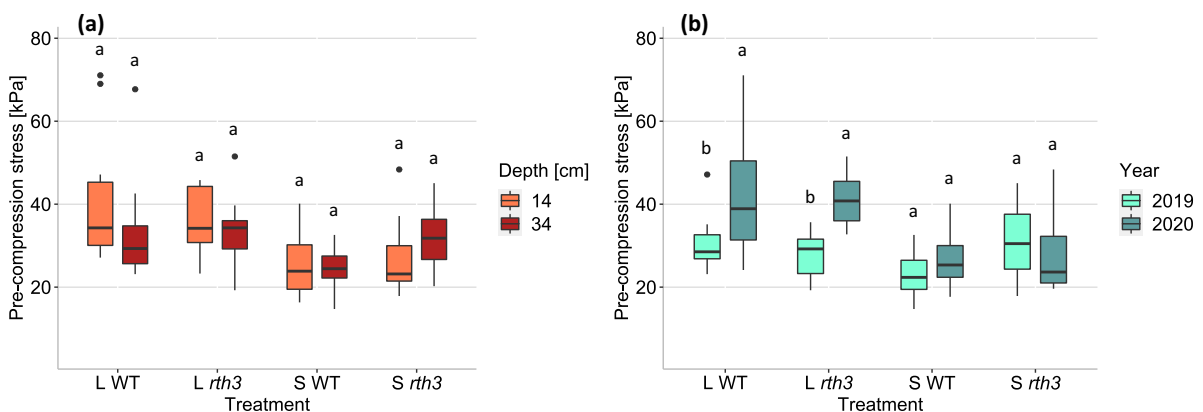 (a)
80
60
40
20
Pre-compression stress [kPa]
a
a
a
a
a
a
a
a
L WT
L rth3
S WT
S rth3
Treatment
Depth [cm]
14
34
(b)
80
60
40
20
Pre-compression stress [kPa]
b
a
b
a
a
a
a
a
L WT
L rth3
S WT
S rth3
Treatment
Year
2019
2020